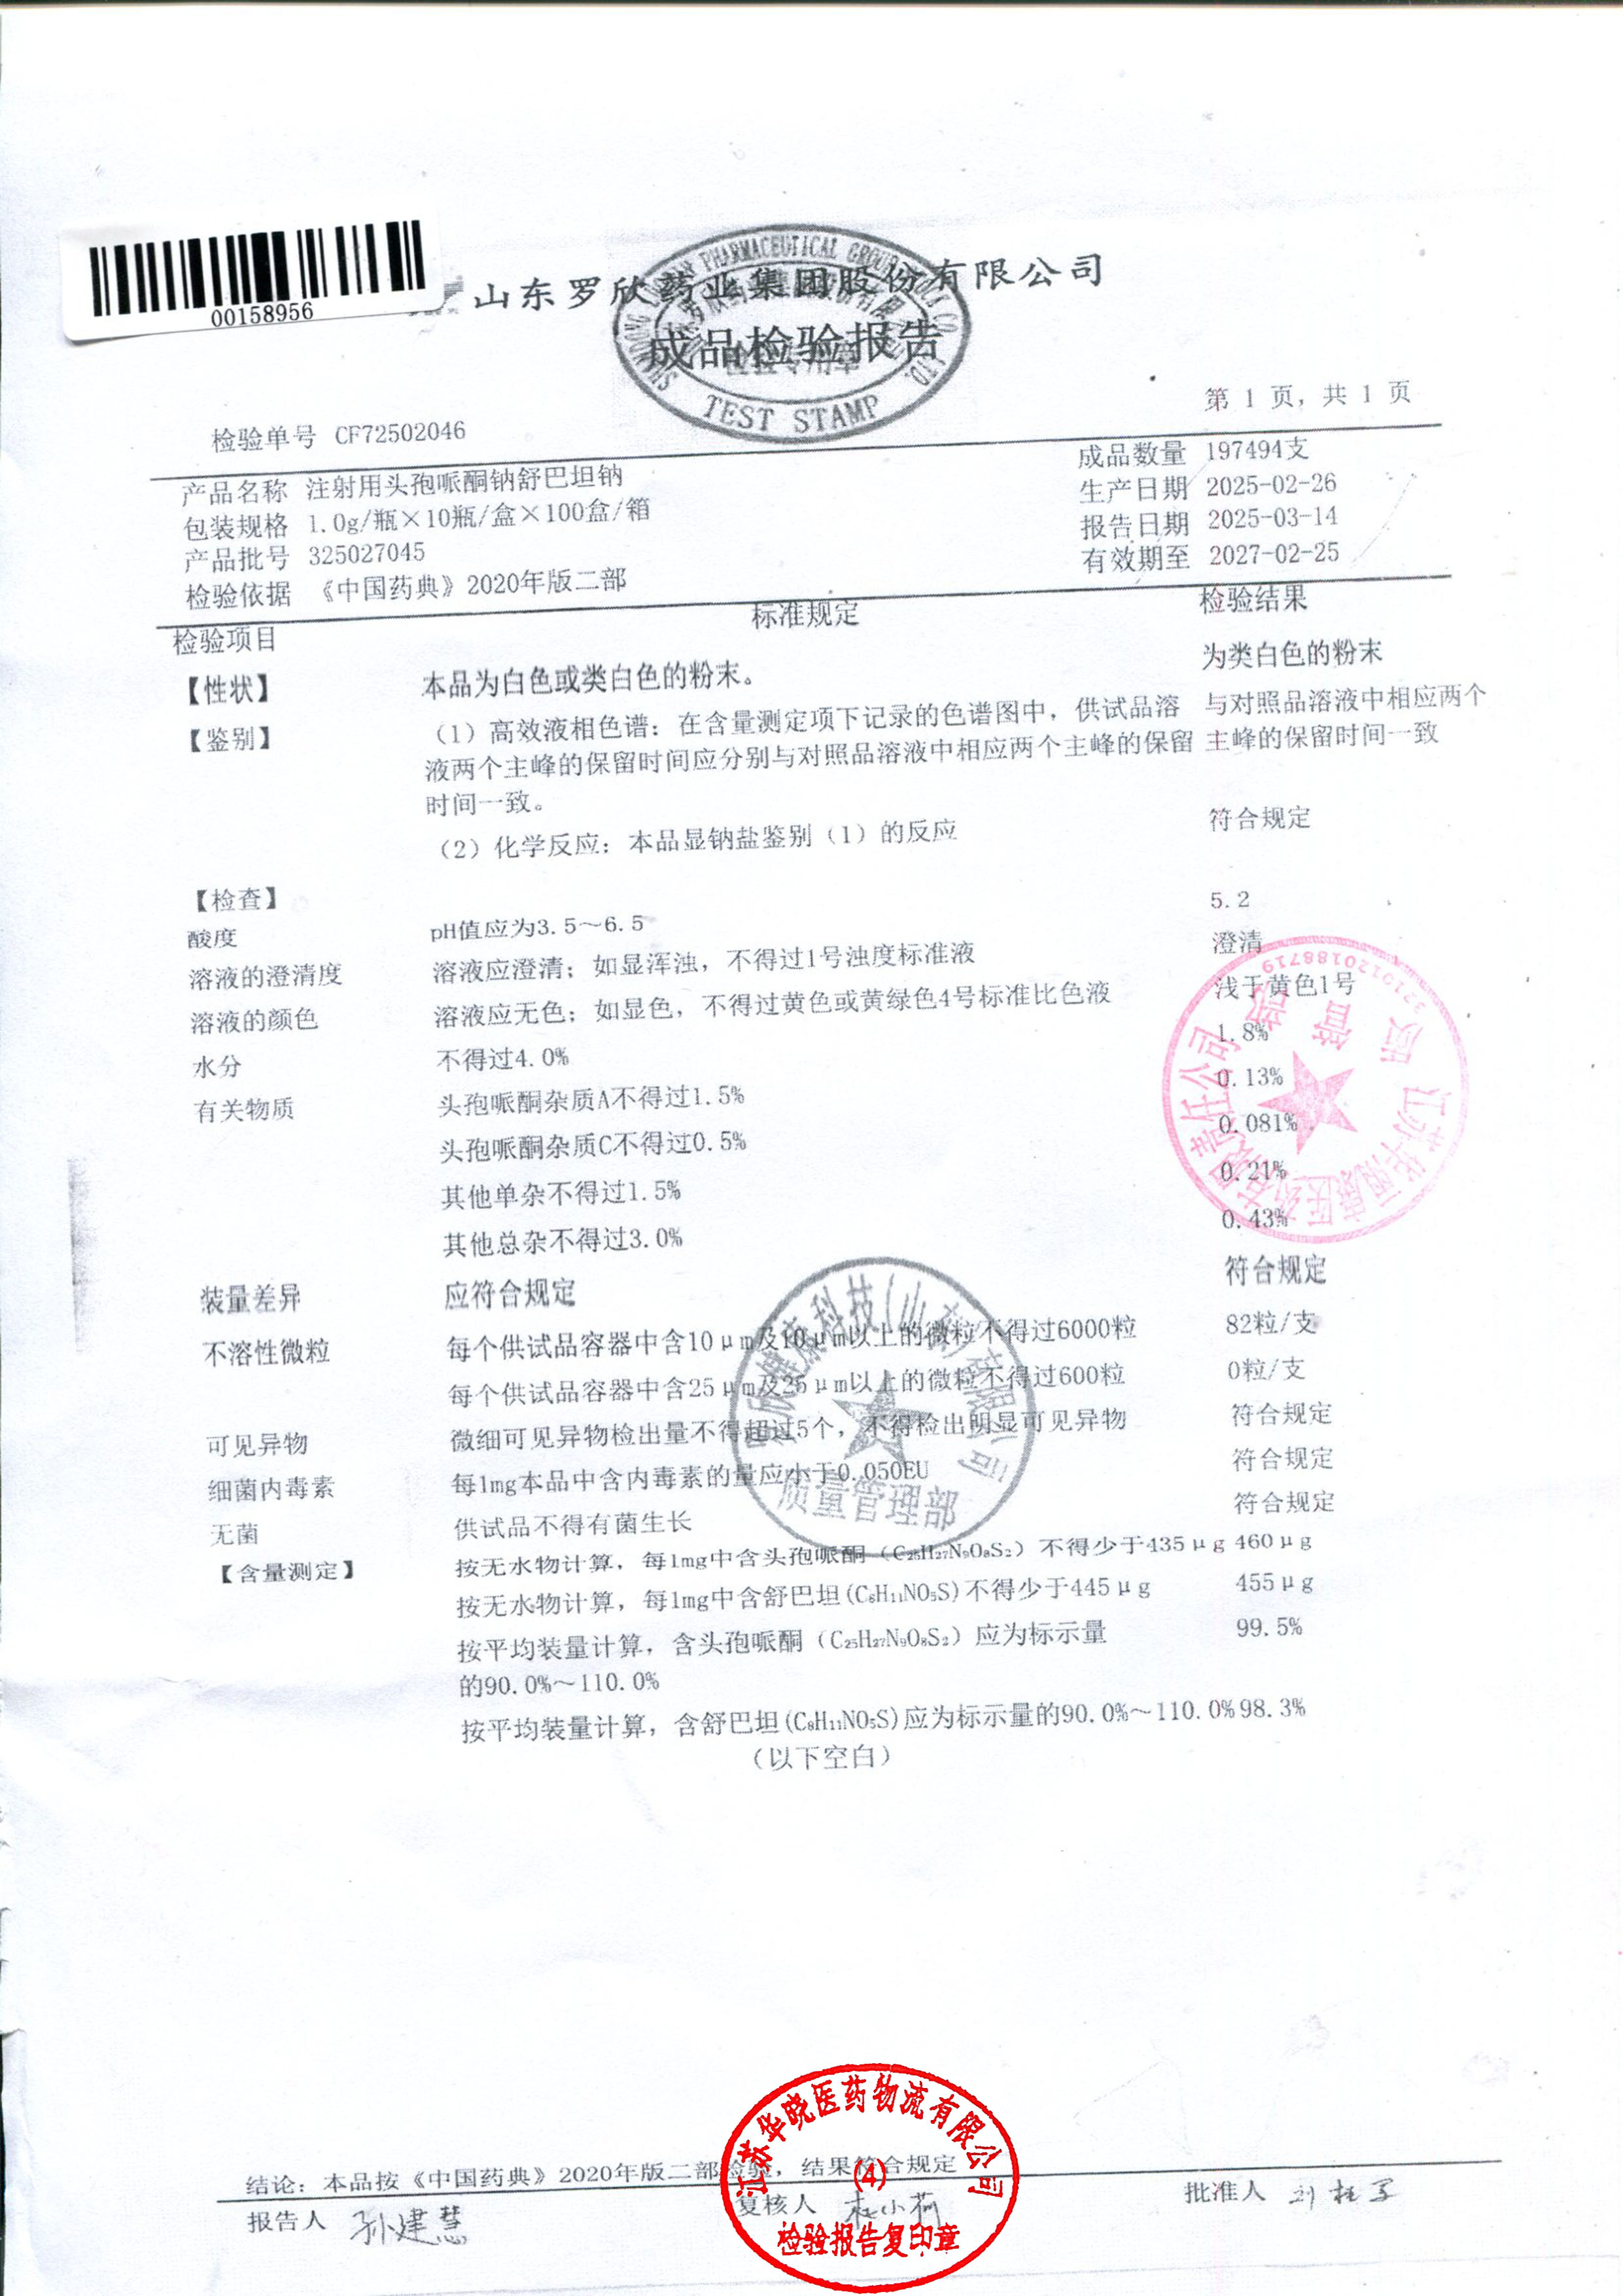 00158956
山东罗欣药业集团股份有限公司
成品检验报告
检验专用章
TEST STAMP
第 1 页，共 1 页
检验单号 CF72502046
成品数量 197494支
产品名称 注射用头孢哌酮钠舒巴坦钠
生产日期 2025-02-26
包装规格 1.0g/瓶×10瓶/盒×100盒/箱
报告日期 2025-03-14
产品批号 325027045
有效期至 2027-02-25
检验依据 《中国药典》2020年版二部
检验项目 标准规定 检验结果
【性状】 本品为白色或类白色的粉末。 为类白色的粉末
【鉴别】 （1）高效液相色谱：在含量测定项下记录的色谱图中，供试品溶 与对照品溶液中相应两个
液两个主峰的保留时间应分别与对照品溶液中相应两个主峰的保留 主峰的保留时间一致
时间一致。
（2）化学反应：本品显钠盐鉴别（1）的反应 符合规定
【检查】
酸度 pH值应为3.5～6.5 5.2
溶液的澄清度 溶液应澄清；如显浑浊，不得过1号浊度标准液 澄清
溶液的颜色 溶液应无色；如显色，不得过黄色或黄绿色4号标准比色液 浅于黄色1号
水分 不得过4.0% 1.8%
有关物质 头孢哌酮杂质A不得过1.5% 0.13%
头孢哌酮杂质C不得过0.5% 0.081%
其他单杂不得过1.5% 0.21%
其他总杂不得过3.0% 0.43%
装量差异 应符合规定 符合规定
不溶性微粒 每个供试品容器中含10μm及10μm以上的微粒不得过6000粒 82粒/支
每个供试品容器中含25μm及25μm以上的微粒不得过600粒 0粒/支
可见异物 微细可见异物检出量不得超过5个，不得检出明显可见异物 符合规定
细菌内毒素 每1mg本品中含内毒素的量应小于0.050EU 符合规定
无菌 供试品不得有菌生长 符合规定
【含量测定】 按无水物计算，每1mg中含头孢哌酮（C₂₅H₂₇N₉O₈S₂）不得少于435μg 460μg
按无水物计算，每1mg中含舒巴坦(C₈H₁₁NO₅S)不得少于445μg 455μg
按平均装量计算，含头孢哌酮（C₂₅H₂₇N₉O₈S₂）应为标示量 99.5%
的90.0%～110.0%
按平均装量计算，含舒巴坦(C₈H₁₁NO₅S)应为标示量的90.0%～110.0% 98.3%
（以下空白）
质量管理部
结论：本品按《中国药典》2020年版二部检验，结果符合规定
报告人 孙建慧 复核人 杜小荷 批准人
江苏华晓医药物流有限公司
(4)
检验报告复印章